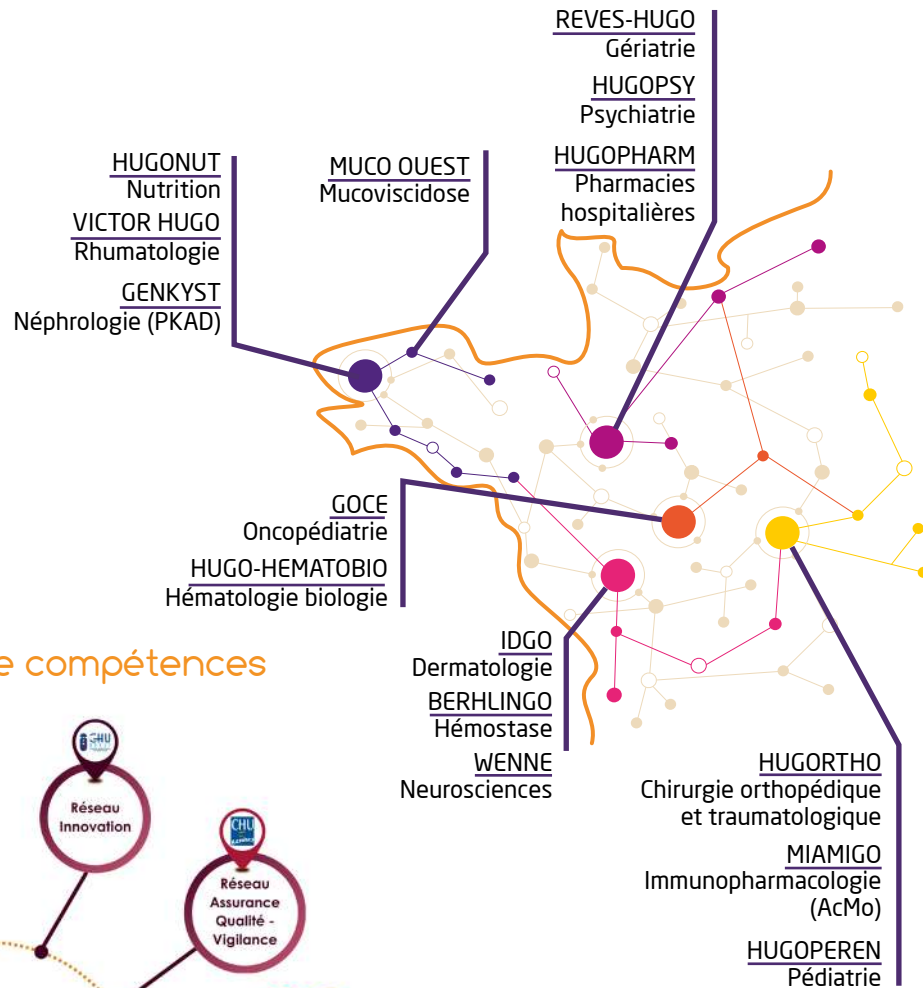 REVES-HUGO
Gériatrie
HUGOPSY
Psychiatrie
HUGOPHARM
Pharmacies
hospitalières
HUGONUT
Nutrition
VICTOR HUGO
Rhumatologie
GENKYST
Néphrologie (PKAD)
MUCO OUEST
Mucoviscidose
GOCE
Oncopédiatrie
HUGO-HEMATOBIO
Hématologie biologie
IDGO
Dermatologie
BERHLINGO
Hémostase
WENNE
Neurosciences
HUGORTHO
Chirurgie orthopédique
et traumatologique
MIAMIGO
Immunopharmacologie
(AcMo)
HUGOPEREN
Pédiatrie
e compétences
CHU
Réseau
Innovation
CHU
Réseau
Assurance
Qualité -
Vigilance